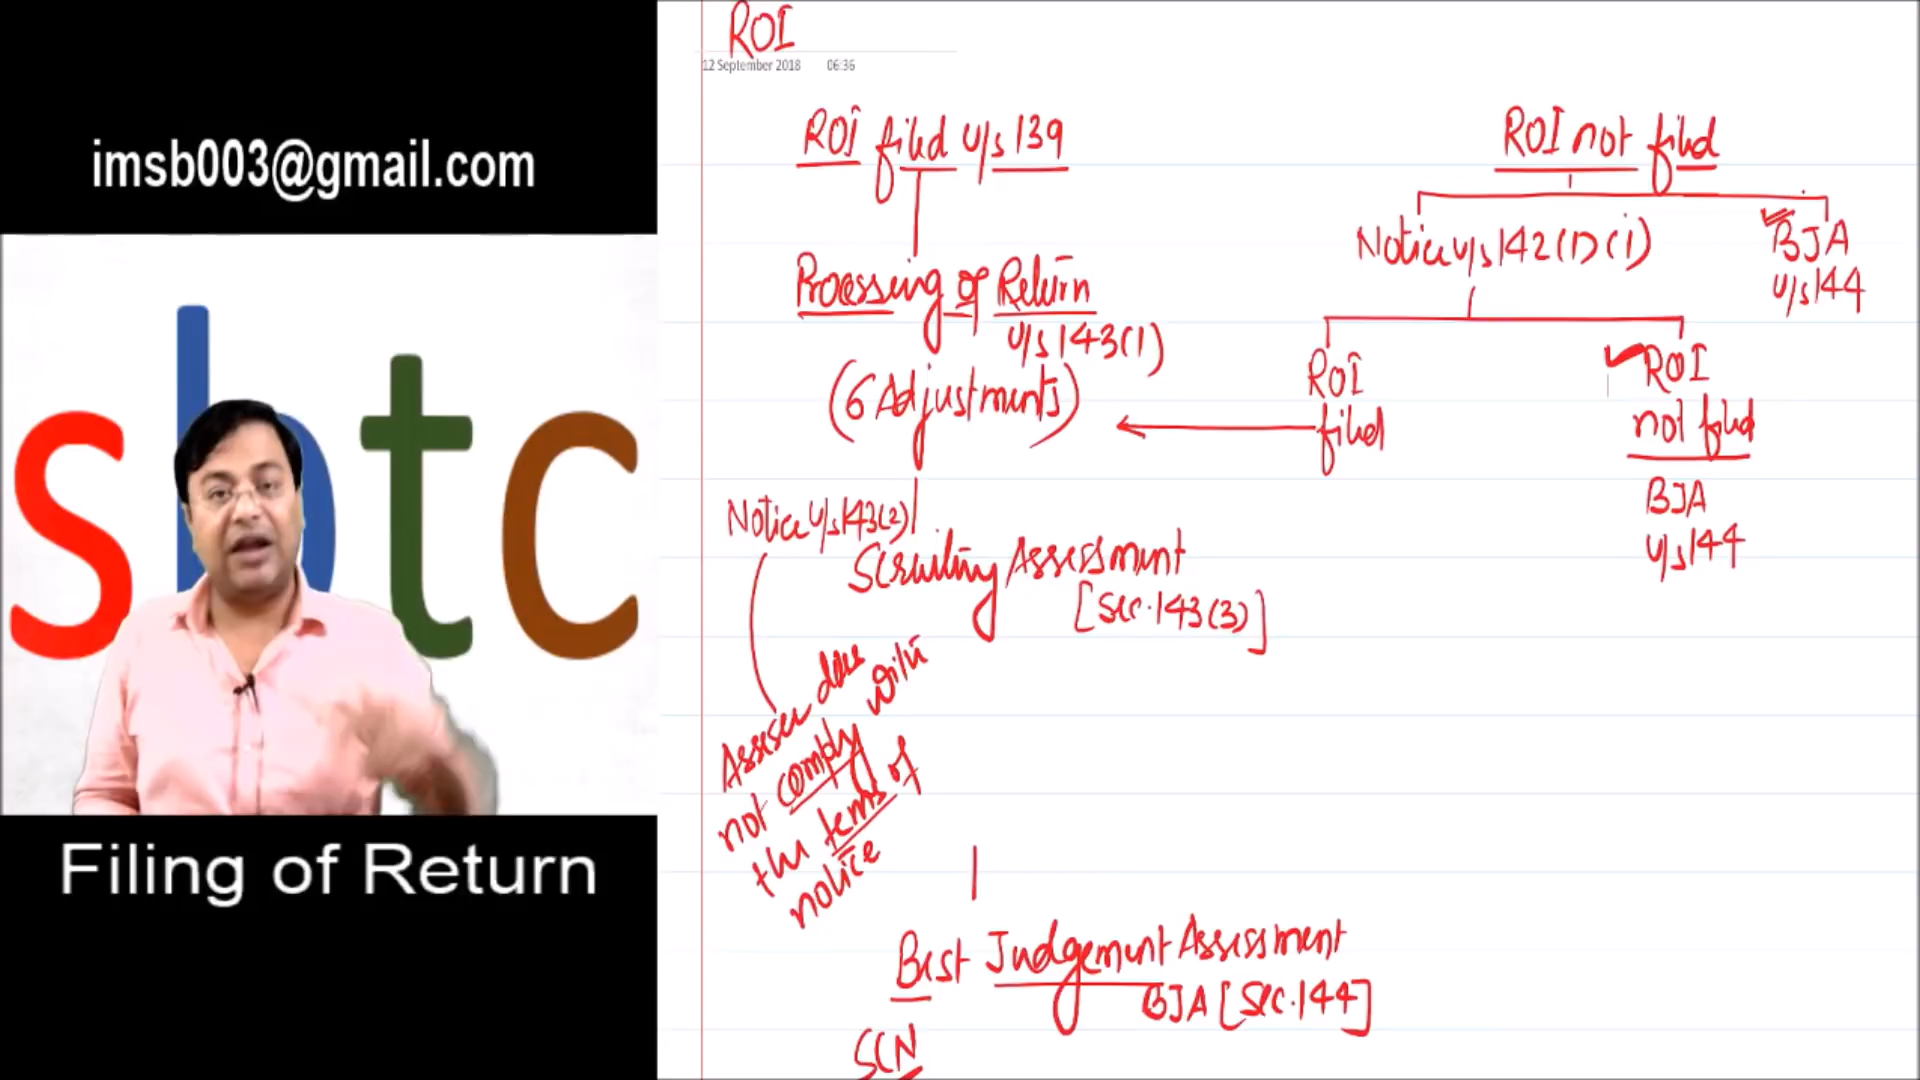 imsb003@gmail.com
sbtc
Filing of Return
ROI
12 September 2018 06:36
ROI filed u/s 139
Processing of Return
u/s 143(1)
(6 Adjustments)
Notice u/s 143(2)
Scrutiny Assessment
[Sec. 143(3)]
Assessee does
not comply with
the terms of
notice
Best Judgement Assessment
BJA [Sec. 144]
SCN
ROI not filed
Notice u/s 142(1)(i)
BJA
u/s 144
ROI
filed
ROI
not filed
BJA
u/s 144